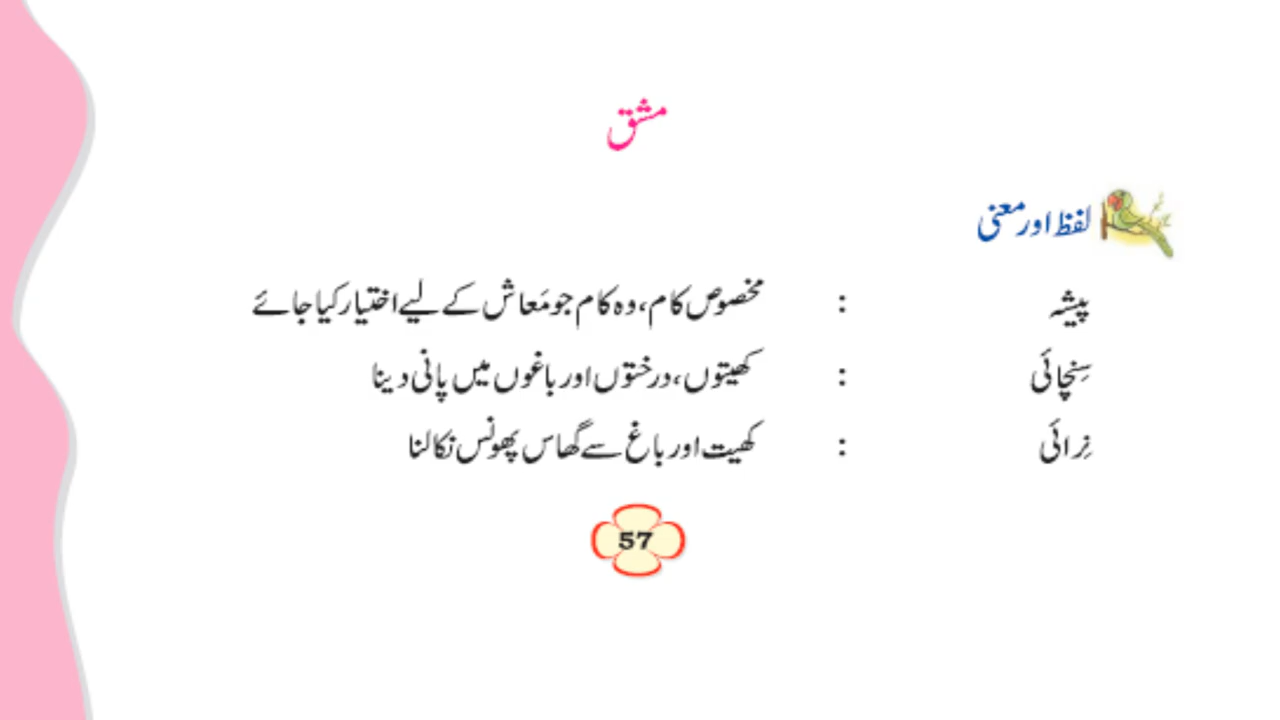 مشق
لفظ اور معنی
پیشہ : مخصوص کام، وہ کام جو مَعاش کے لیے اختیار کیا جائے
سِنچائی : کھیتوں، درختوں اور باغوں میں پانی دینا
نِرائی : کھیت اور باغ سے گھاس پھونس نکالنا
57